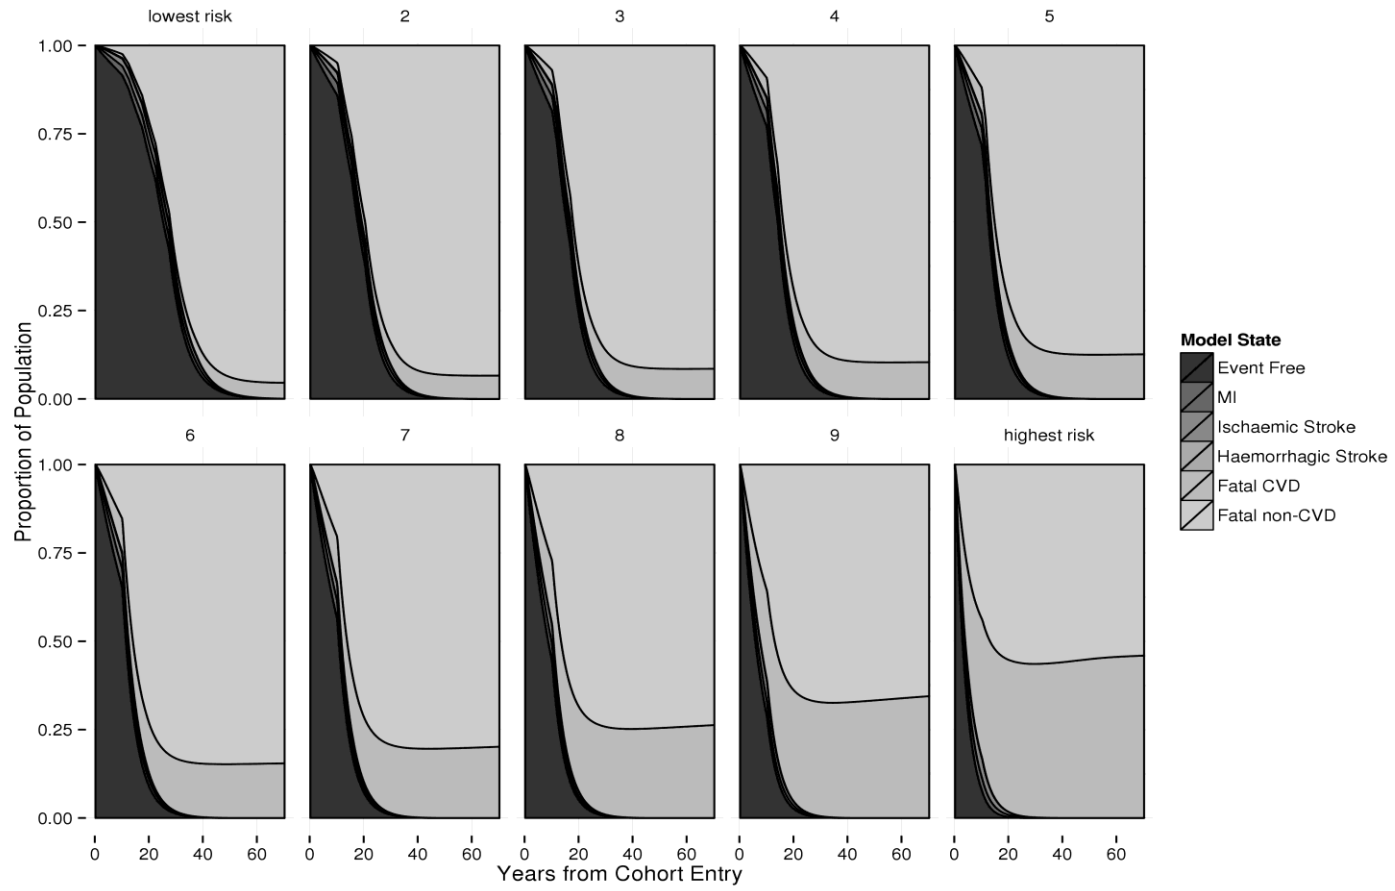 lowest risk 2 3 4 5
1.00
0.75
0.50
0.25
0.00
6 7 8 9 highest risk
1.00
0.75
0.50
0.25
0.00
0 20 40 60 0 20 40 60 0 20 40 60 0 20 40 60 0 20 40 60
Proportion of Population
Years from Cohort Entry
Model State
Event Free
MI
Ischaemic Stroke
Haemorrhagic Stroke
Fatal CVD
Fatal non-CVD